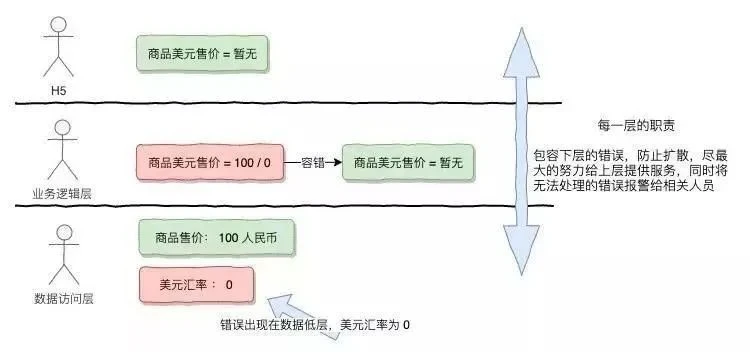 商品美元售价 = 暂无
H5
每一层的职责
商品美元售价 = 100 / 0
容错
商品美元售价 = 暂无
包容下层的错误，防止扩散，尽最
大的努力给上层提供服务，同时将
无法处理的错误报警给相关人员
业务逻辑层
商品售价： 100 人民币
美元汇率 ： 0
数据访问层
错误出现在数据低层，美元汇率为 0